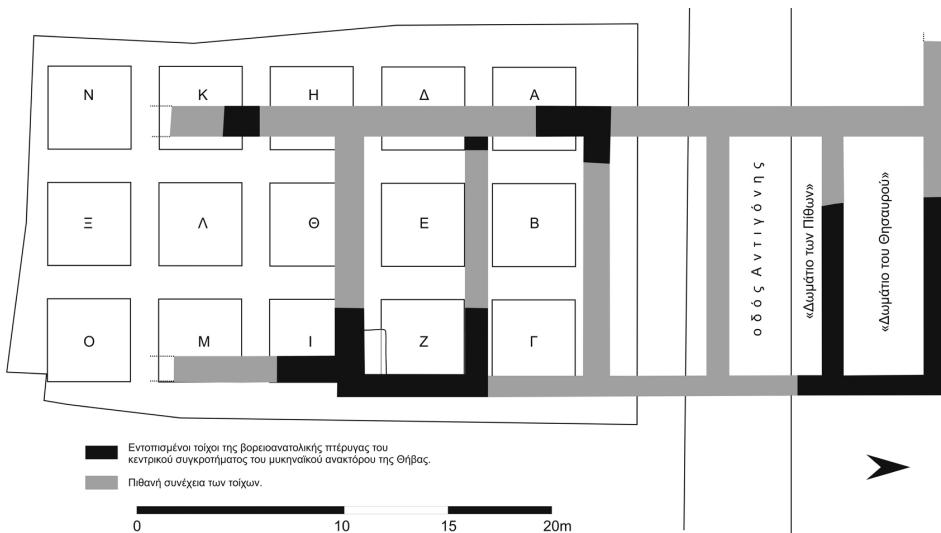 Ν Κ Η Δ Α
Ξ Λ Θ Ε Β
Ο Μ Ι Ζ Γ
οδός Αντιγόνης
«Δωμάτιο των Πίθων»
«Δωμάτιο του Θησαυρού»
Εντοπισμένοι τοίχοι της βορειοανατολικής πτέρυγας του
κεντρικού συγκροτήματος του μυκηναϊκού ανακτόρου της Θήβας.
Πιθανή συνέχεια των τοίχων.
0 10 15 20m